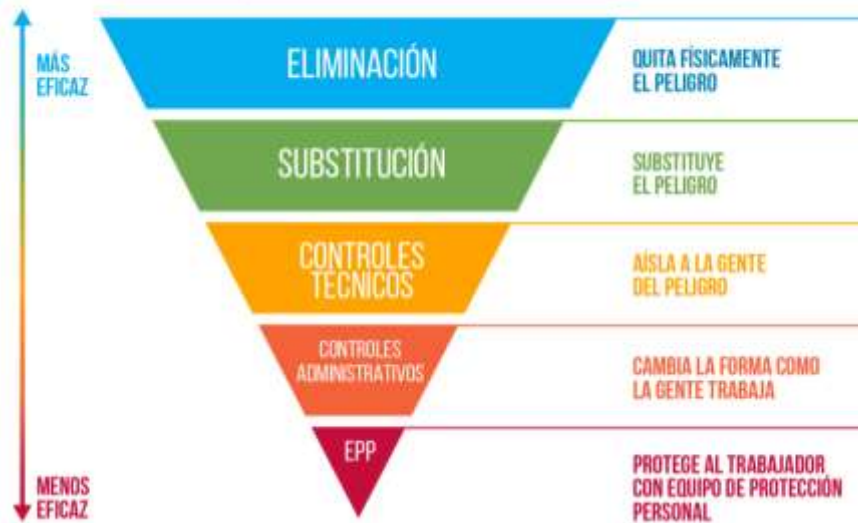 MÁS
EFICAZ
ELIMINACIÓN
QUITA FÍSICAMENTE
EL PELIGRO
SUBSTITUCIÓN
SUBSTITUYE
EL PELIGRO
CONTROLES
TÉCNICOS
AÍSLA A LA GENTE
DEL PELIGRO
CONTROLES
ADMINISTRATIVOS
CAMBIA LA FORMA COMO
LA GENTE TRABAJA
EPP
PROTEGE AL TRABAJADOR
CON EQUIPO DE PROTECCIÓN
PERSONAL
MENOS
EFICAZ